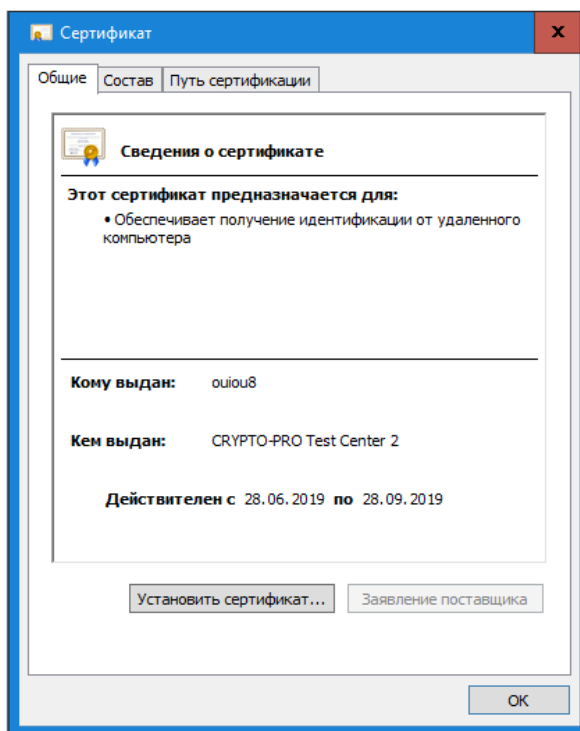 Сертификат
x
Общие Состав Путь сертификации
Сведения о сертификате
Этот сертификат предназначается для:
• Обеспечивает получение идентификации от удаленного
компьютера
Кому выдан: ouiou8
Кем выдан: CRYPTO-PRO Test Center 2
Действителен с 28.06.2019 по 28.09.2019
Установить сертификат... Заявление поставщика
ОК